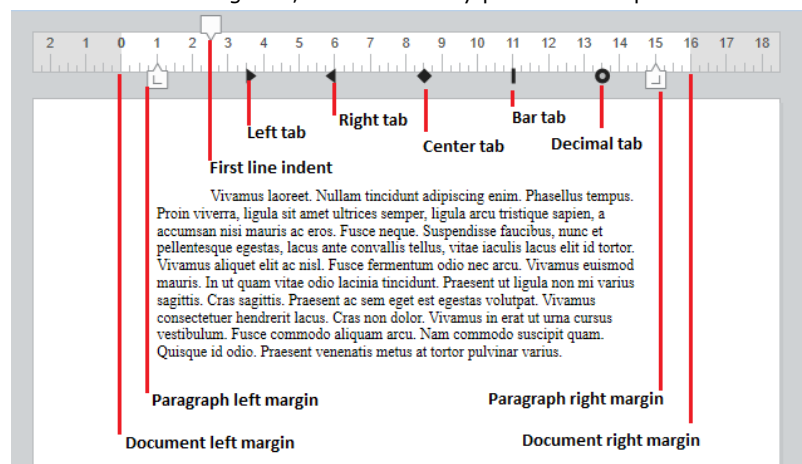 2 1 0 1 2 3 4 5 6 7 8 9 10 11 12 13 14 15 16 17 18
Left tab
Right tab
Center tab
Bar tab
Decimal tab
First line indent
Vivamus laoreet. Nullam tincidunt adipiscing enim. Phasellus tempus.
Proin viverra, ligula sit amet ultrices semper, ligula arcu tristique sapien, a
accumsan nisi mauris ac eros. Fusce neque. Suspendisse faucibus, nunc et
pellentesque egestas, lacus ante convallis tellus, vitae iaculis lacus elit id tortor.
Vivamus aliquet elit ac nisl. Fusce fermentum odio nec arcu. Vivamus euismod
mauris. In ut quam vitae odio lacinia tincidunt. Praesent ut ligula non mi varius
sagittis. Cras sagittis. Praesent ac sem eget est egestas volutpat. Vivamus
consectetuer hendrerit lacus. Cras non dolor. Vivamus in erat ut urna cursus
vestibulum. Fusce commodo aliquam arcu. Nam commodo suscipit quam.
Quisque id odio. Praesent venenatis metus at tortor pulvinar varius.
Paragraph left margin
Paragraph right margin
Document left margin
Document right margin